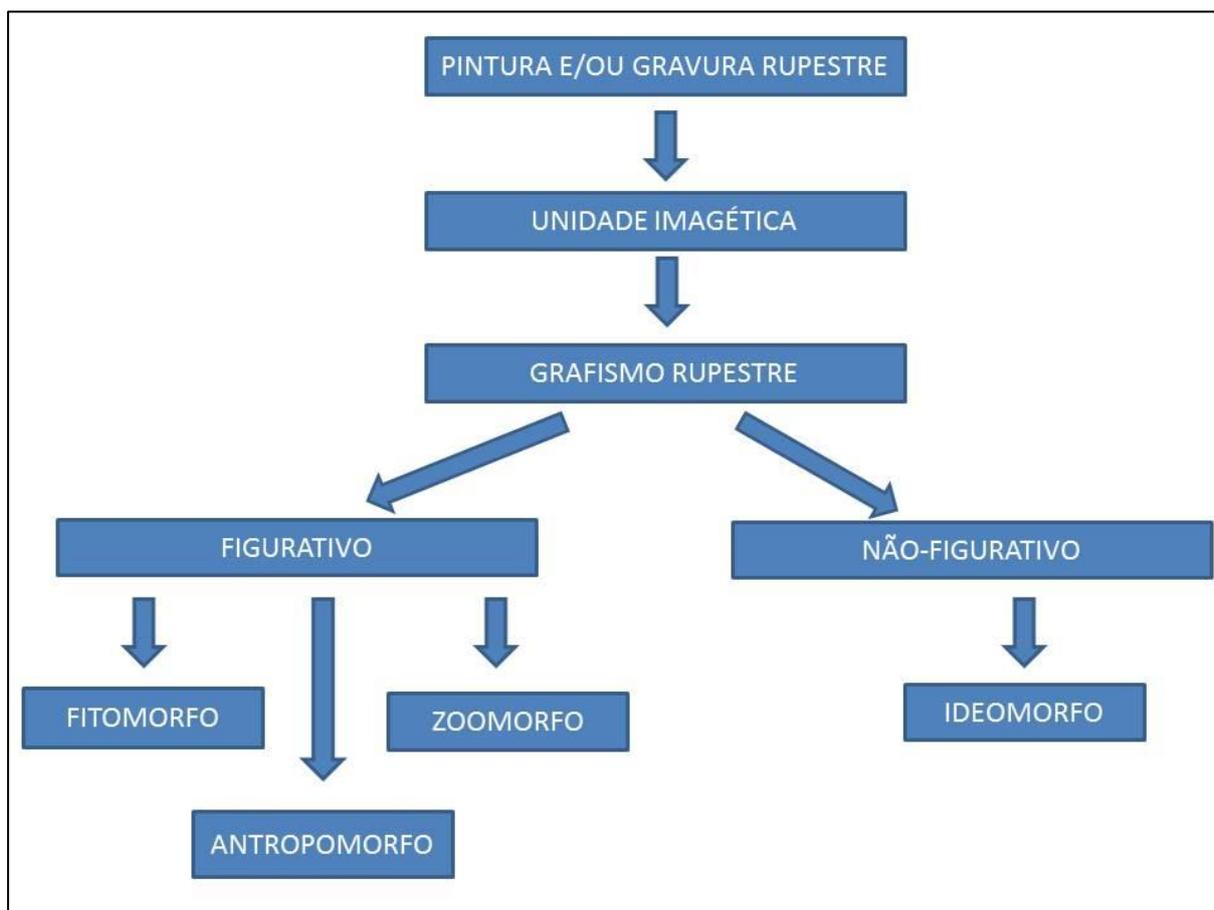 PINTURA E/OU GRAVURA RUPESTRE
UNIDADE IMAGÉTICA
GRAFISMO RUPESTRE
FIGURATIVO
NÃO-FIGURATIVO
FITOMORFO
ZOOMORFO
IDEOMORFO
ANTROPOMORFO